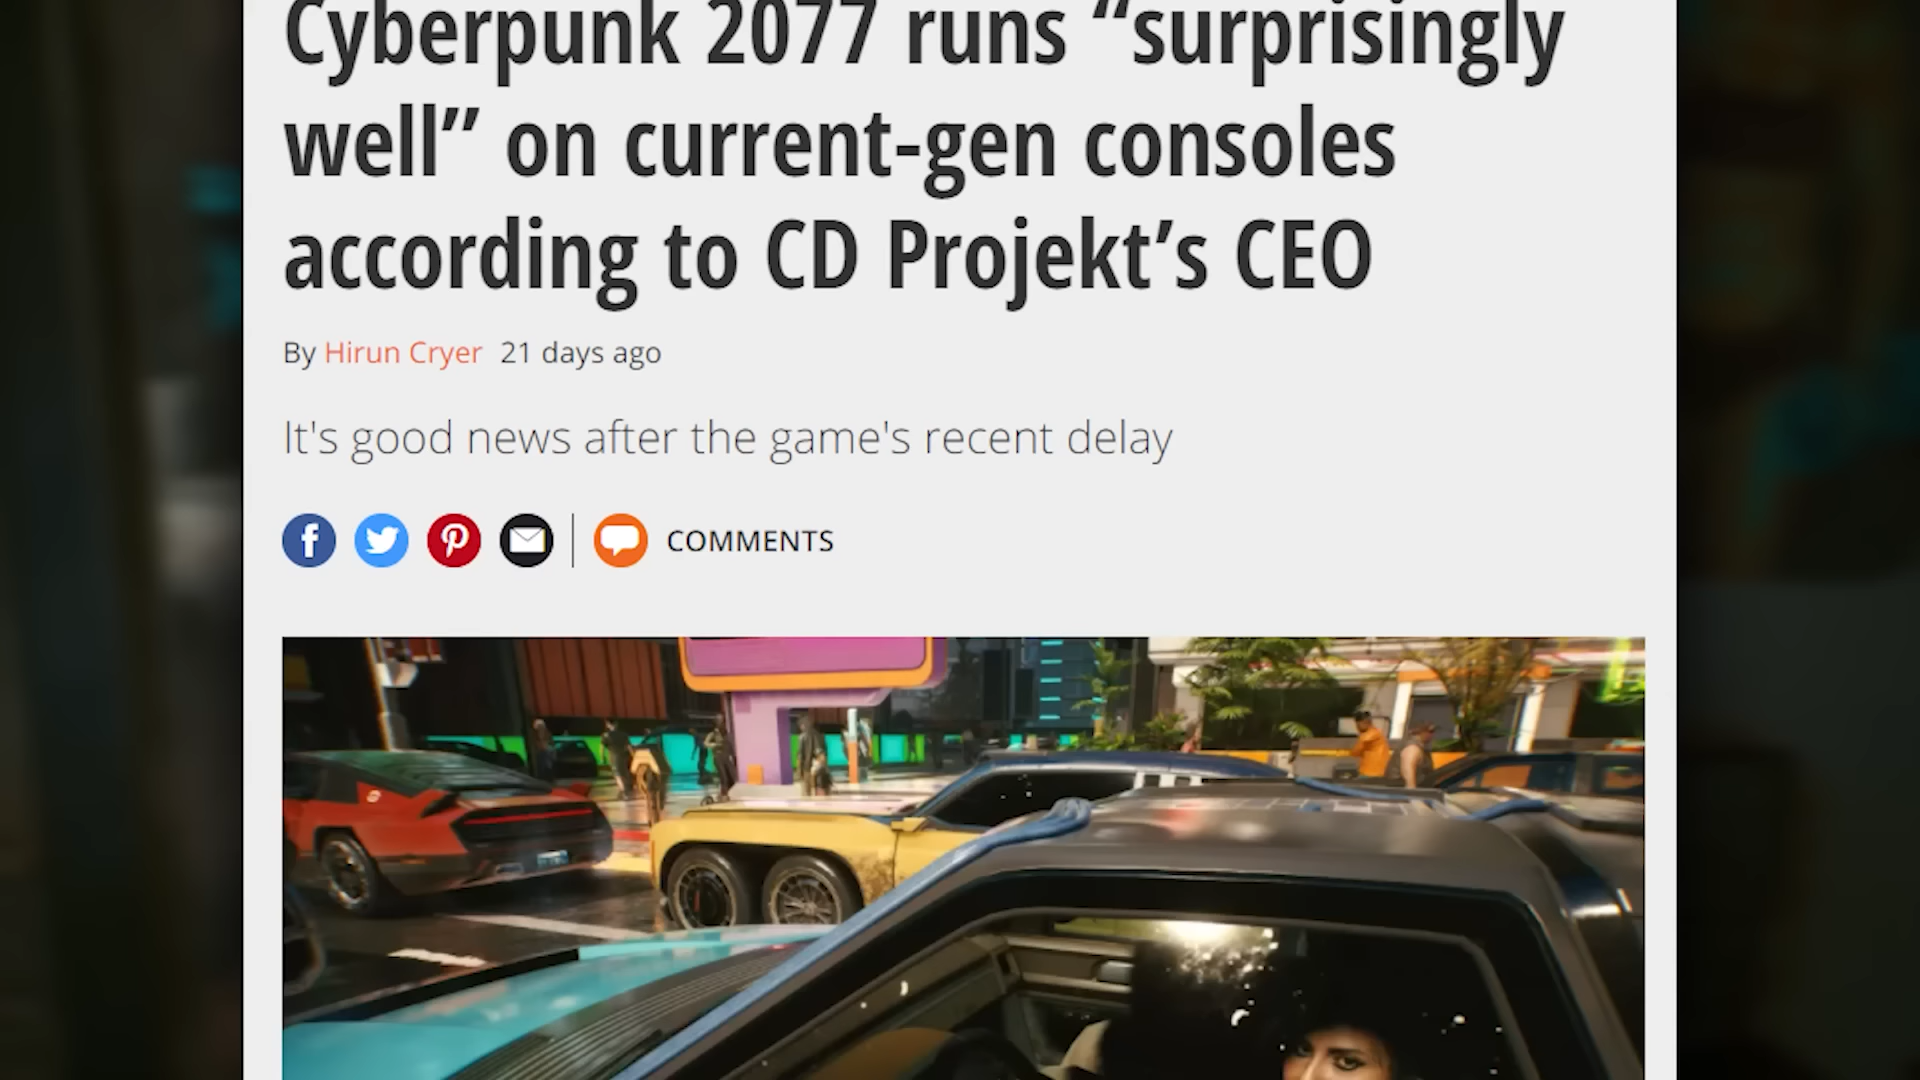 Cyberpunk 2077 runs “surprisingly
well” on current-gen consoles
according to CD Projekt’s CEO
By Hirun Cryer 21 days ago
It's good news after the game's recent delay
COMMENTS